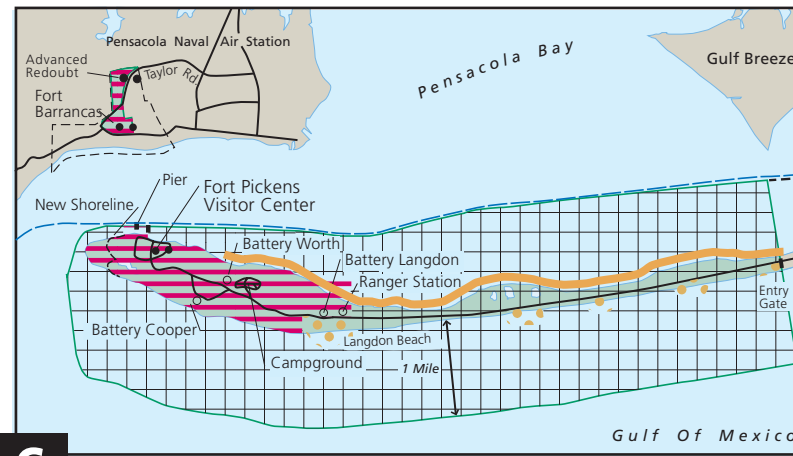 Pensacola Naval Air Station
Advanced
Redoubt
Taylor Rd
Fort
Barrancas
Pensacola Bay
Gulf Breeze
Pier
New Shoreline
Fort Pickens
Visitor Center
Battery Worth
Battery Langdon
Ranger Station
Entry
Gate
Battery Cooper
Langdon Beach
Campground
1 Mile
Gulf Of Mexico